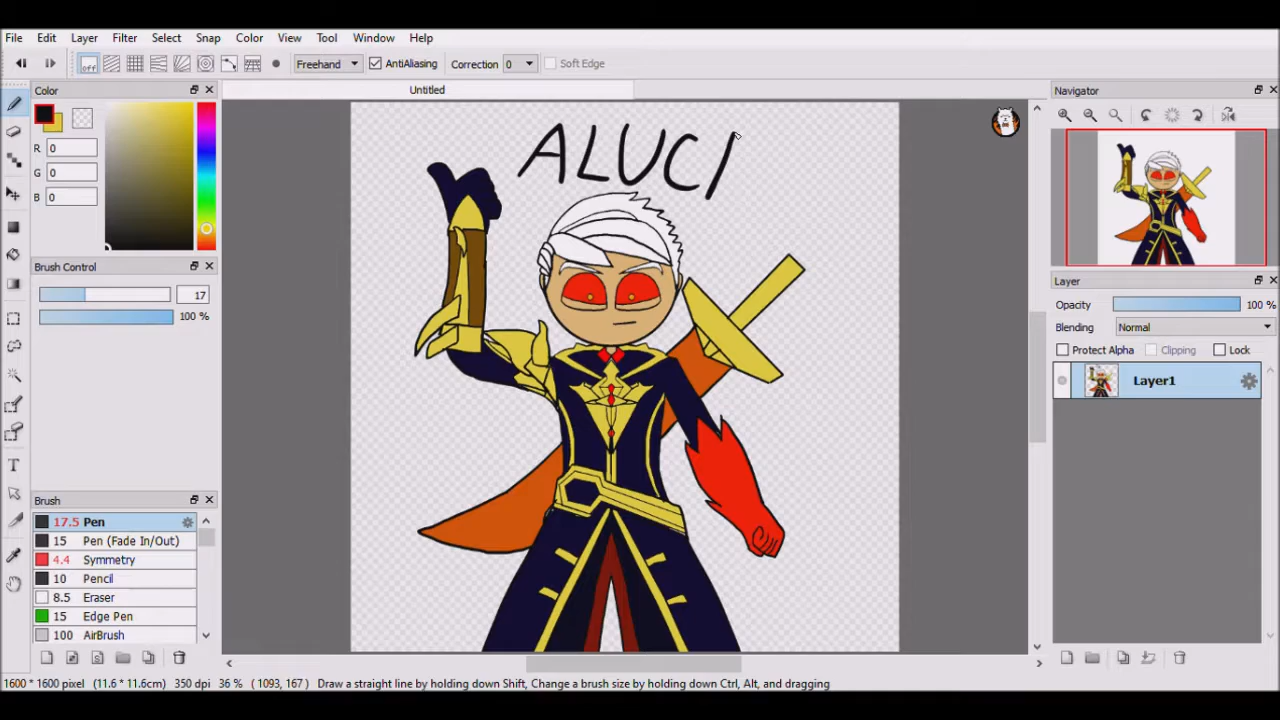 File Edit Layer Filter Select Snap Color View Tool Window Help
off Freehand AntiAliasing Correction 0 Soft Edge
Color
Untitled
Navigator
R 0
G 0
B 0
ALUCI
Brush Control
17
100 %
Layer
Opacity 100 %
Blending Normal
Protect Alpha Clipping Lock
Layer1
Brush
17.5 Pen
15 Pen (Fade In/Out)
4.4 Symmetry
10 Pencil
8.5 Eraser
15 Edge Pen
100 AirBrush
1600 * 1600 pixel (11.6 * 11.6cm) 350 dpi 36 % ( 1093, 167 ) Draw a straight line by holding down Shift, Change a brush size by holding down Ctrl, Alt, and dragging